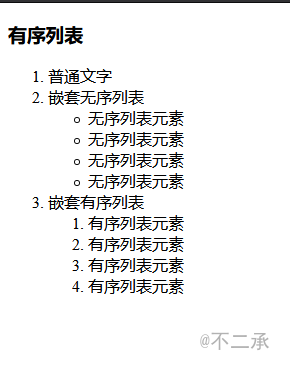 有序列表
1. 普通文字
2. 嵌套无序列表
○ 无序列表元素
○ 无序列表元素
○ 无序列表元素
○ 无序列表元素
3. 嵌套有序列表
1. 有序列表元素
2. 有序列表元素
3. 有序列表元素
4. 有序列表元素
@不二承